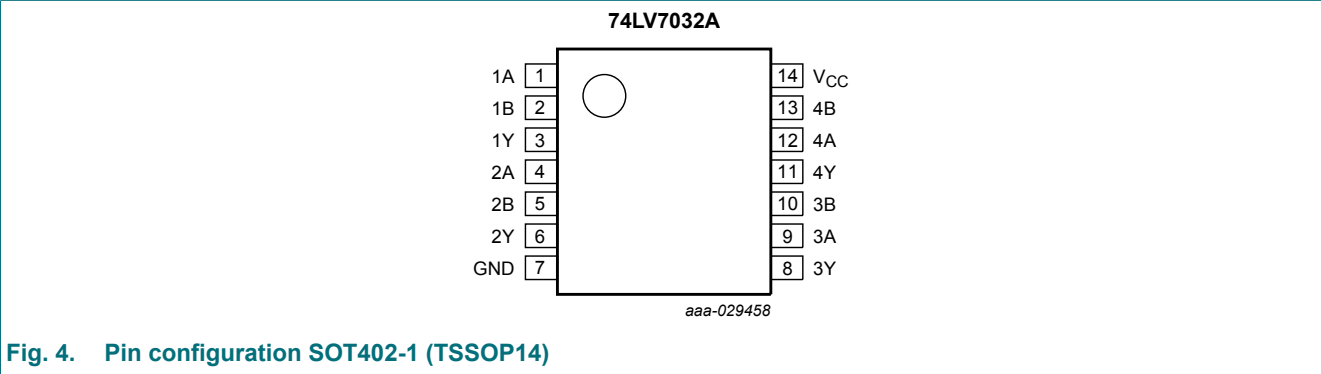 74LV7032A
1A 1 14 VCC
1B 2 13 4B
1Y 3 12 4A
2A 4 11 4Y
2B 5 10 3B
2Y 6 9 3A
GND 7 8 3Y
aaa-029458
Fig. 4. Pin configuration SOT402-1 (TSSOP14)